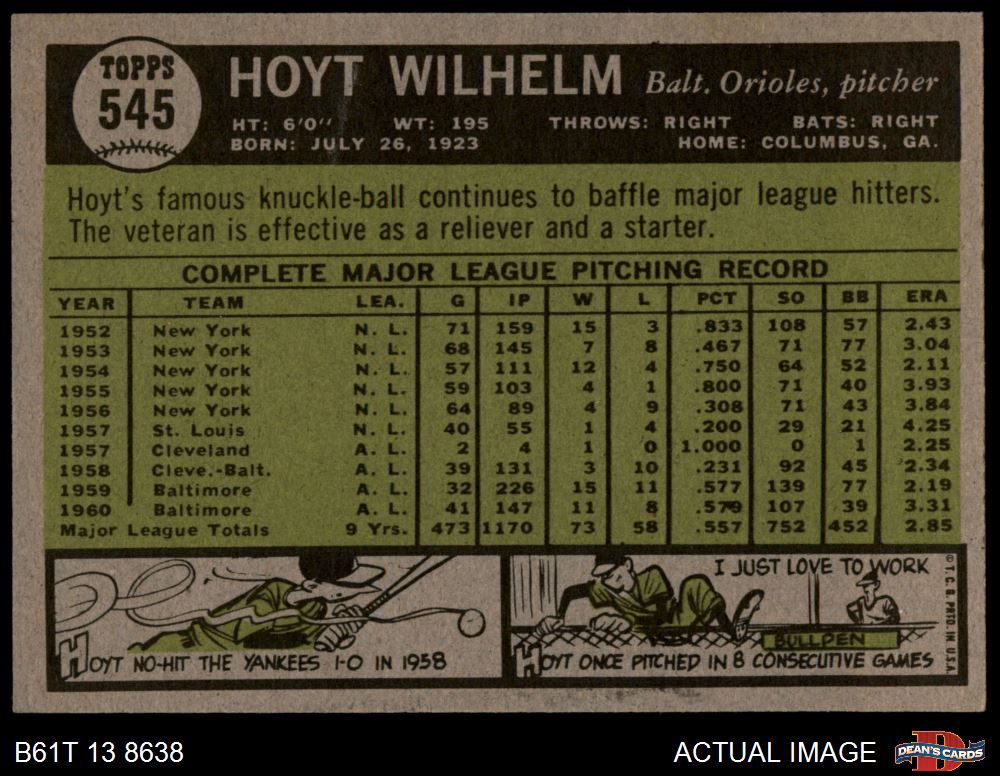 TOPPS
545
HOYT WILHELM Balt. Orioles, pitcher
HT: 6'0'' WT: 195 THROWS: RIGHT BATS: RIGHT
BORN: JULY 26, 1923 HOME: COLUMBUS, GA.
Hoyt's famous knuckle-ball continues to baffle major league hitters.
The veteran is effective as a reliever and a starter.
COMPLETE MAJOR LEAGUE PITCHING RECORD
YEAR TEAM LEA. G IP W L PCT SO BB ERA
1952 New York N. L. 71 159 15 3 .833 108 57 2.43
1953 New York N. L. 68 145 7 8 .467 71 77 3.04
1954 New York N. L. 57 111 12 4 .750 64 52 2.11
1955 New York N. L. 59 103 4 1 .800 71 40 3.93
1956 New York N. L. 64 89 4 9 .308 71 43 3.84
1957 St. Louis N. L. 40 55 1 4 .200 29 21 4.25
1957 Cleveland A. L. 2 4 1 0 1.000 0 1 2.25
1958 Cleve.-Balt. A. L. 39 131 3 10 .231 92 45 2.34
1959 Baltimore A. L. 32 226 15 11 .577 139 77 2.19
1960 Baltimore A. L. 41 147 11 8 .579 107 39 3.31
Major League Totals 9 Yrs. 473 1170 73 58 .557 752 452 2.85
HOYT NO-HIT THE YANKEES 1-0 IN 1958
I JUST LOVE TO WORK
BULLPEN
HOYT ONCE PITCHED IN 8 CONSECUTIVE GAMES
© T. C. G. PRTD. IN U.S.A.
B61T 13 8638 ACTUAL IMAGE
D
DEAN'S CARDS